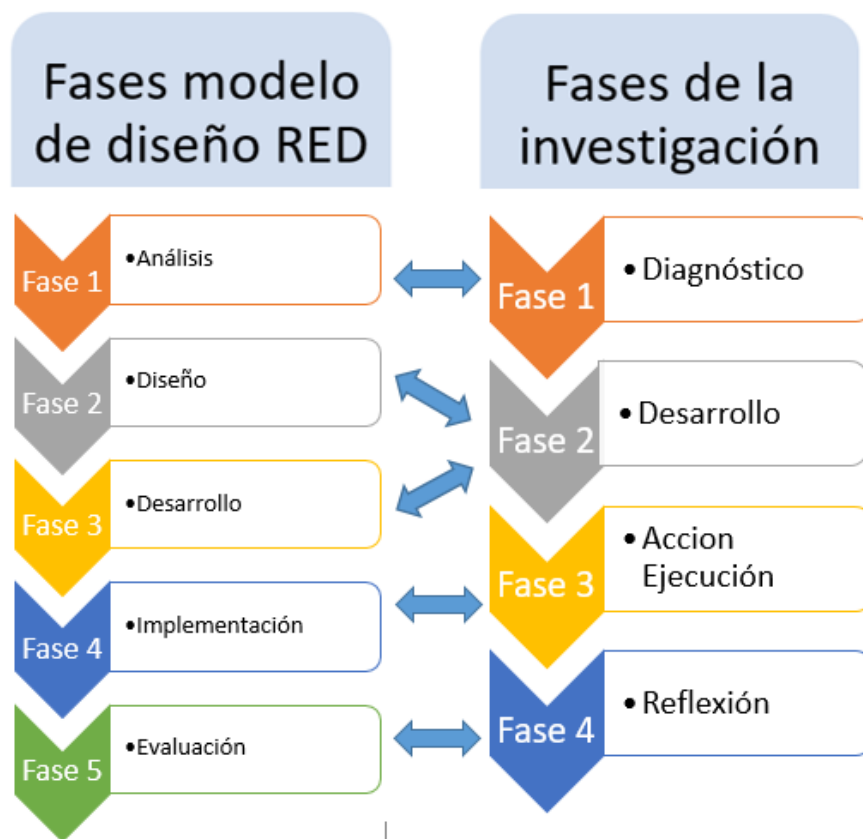 Fases modelo
de diseño RED
Fase 1
•Análisis
Fase 2
•Diseño
Fase 3
•Desarrollo
Fase 4
•Implementación
Fase 5
•Evaluación
Fases de la
investigación
Fase 1
• Diagnóstico
Fase 2
• Desarrollo
Fase 3
• Accion
Ejecución
Fase 4
• Reflexión